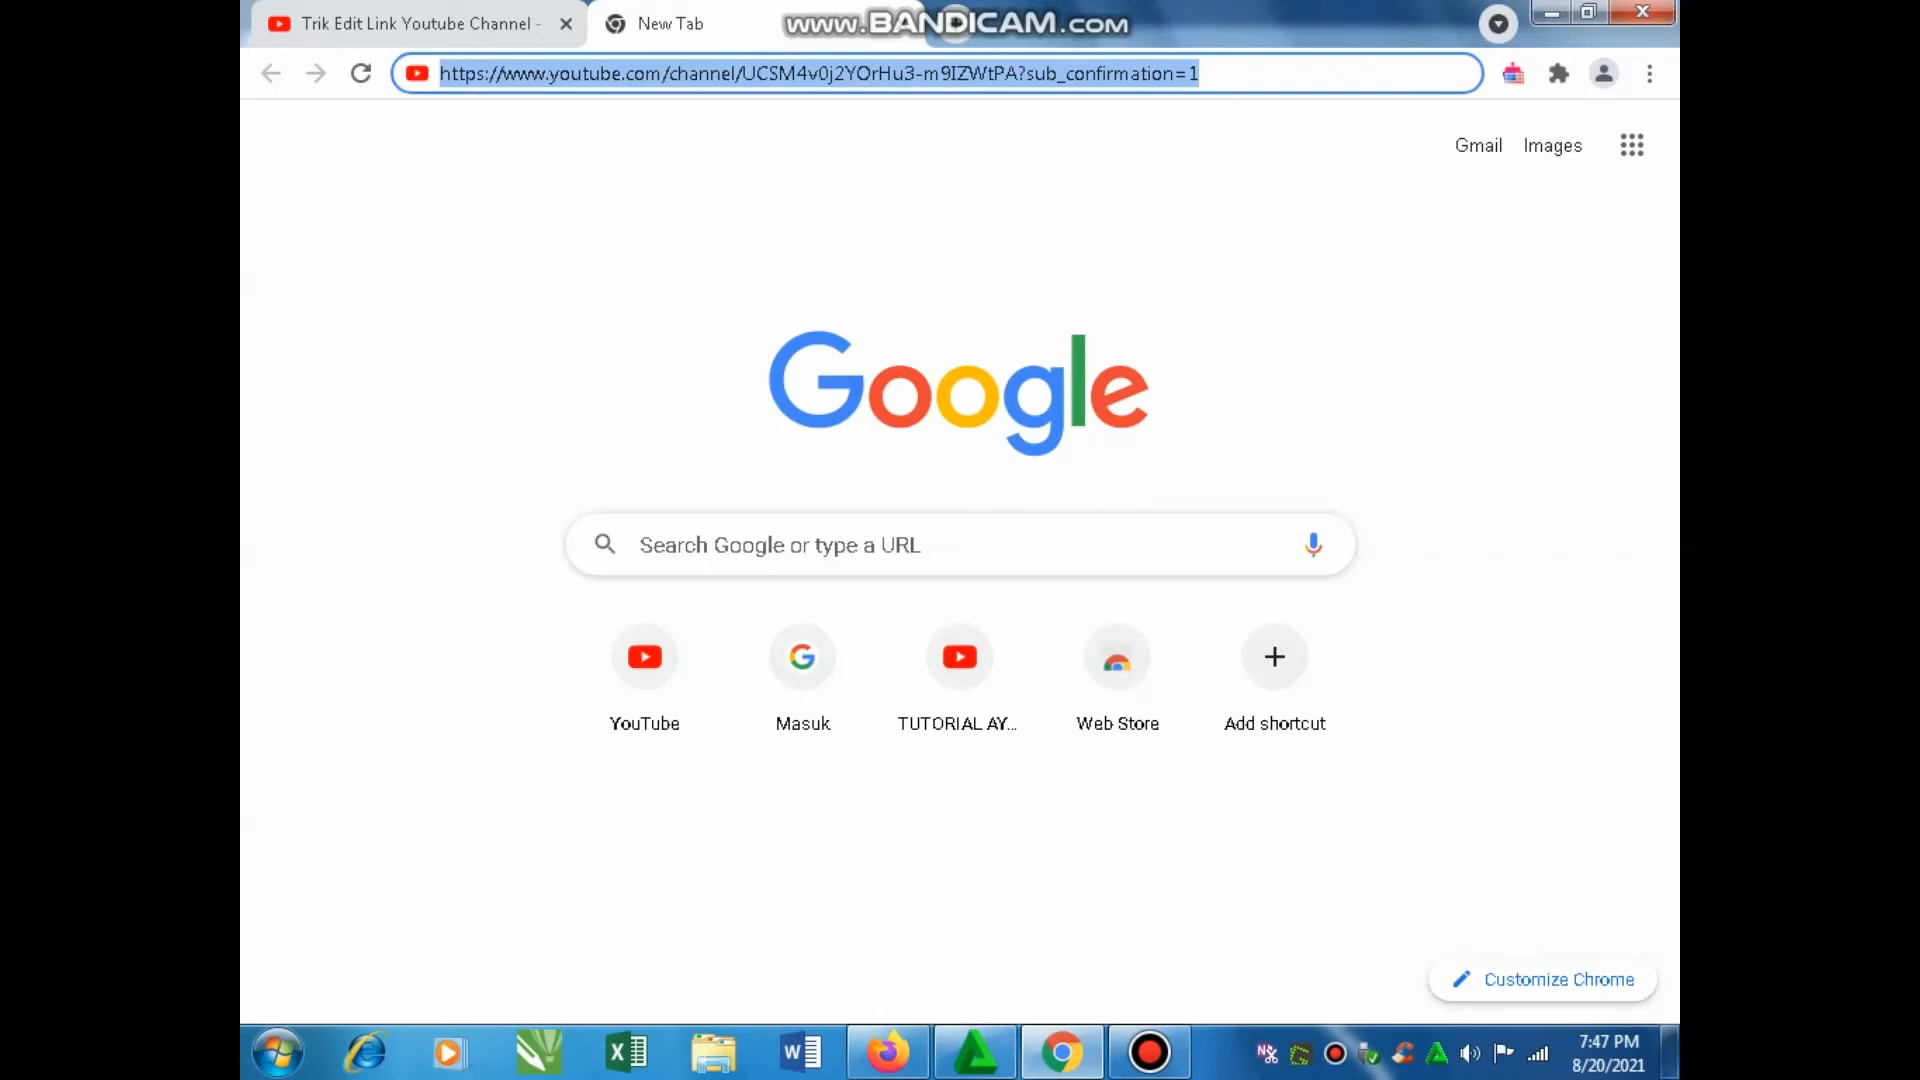 Trik Edit Link Youtube Channel -
New Tab
www.BANDICAM.com
https://www.youtube.com/channel/UCSM4v0j2YOrHu3-m9IZWtPA?sub_confirmation=1
Gmail Images
Google
Search Google or type a URL
YouTube
Masuk
TUTORIAL AY...
Web Store
Add shortcut
Customize Chrome
7:47 PM
8/20/2021